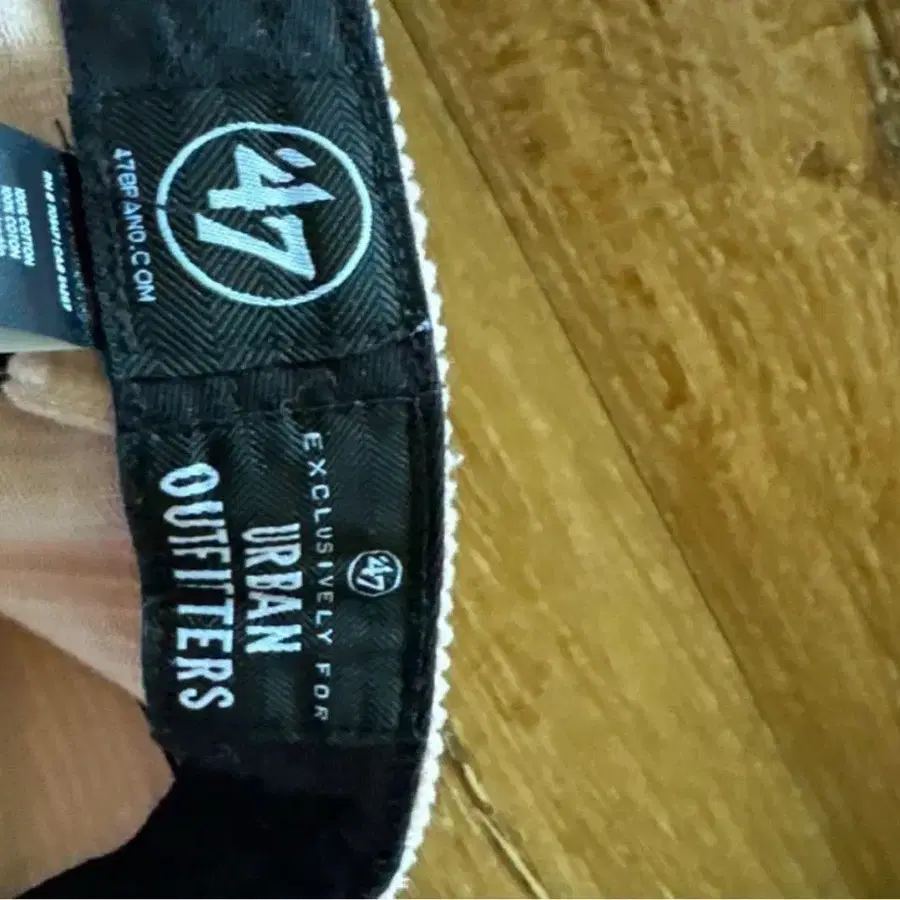 '47
47BRAND.COM
'47
EXCLUSIVELY FOR
URBAN
OUTFITTERS
100% COTTON